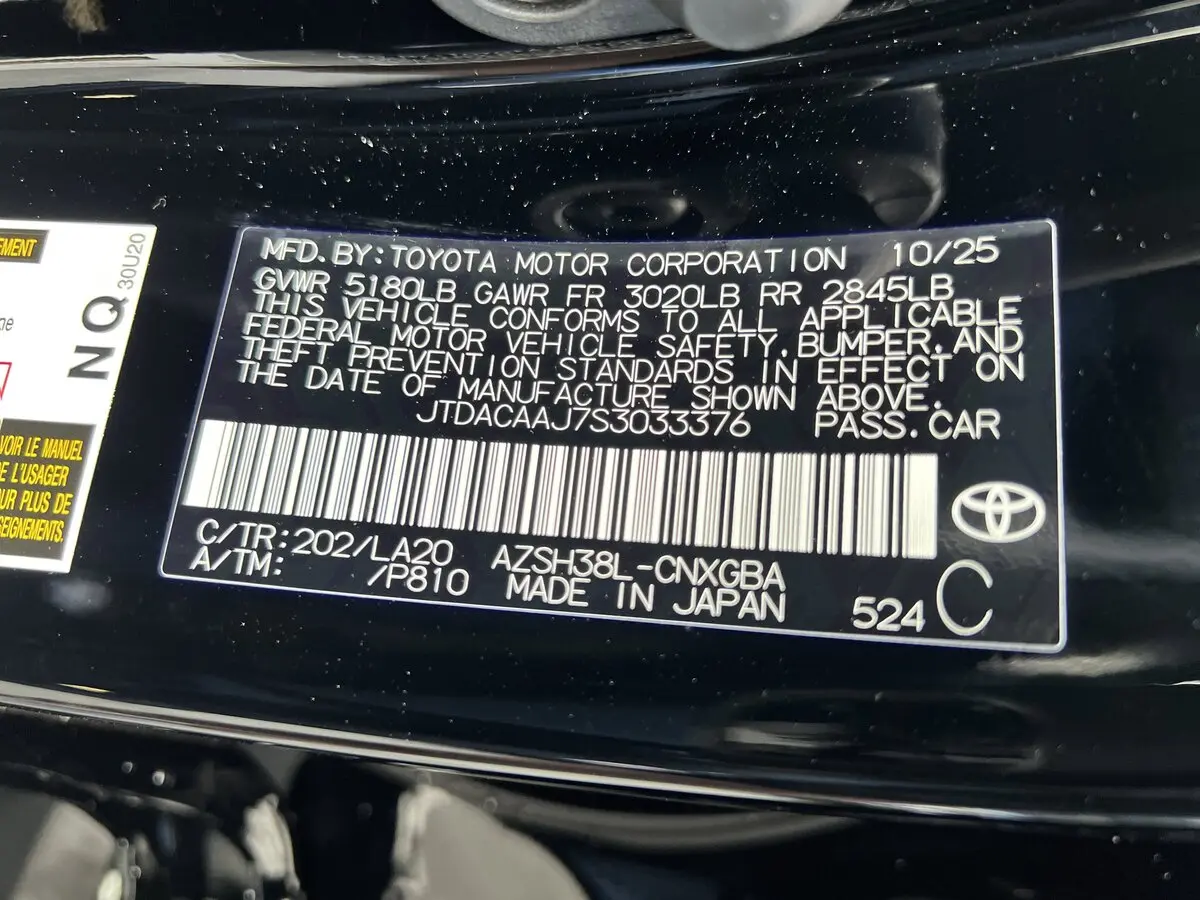 EMENT
NQ 30U20
VOIR LE MANUEL
E L'USAGER
UR PLUS DE
SEIGNEMENTS.
MFD. BY: TOYOTA MOTOR CORPORATION 10/25
GVWR 5180LB GAWR FR 3020LB RR 2845LB
THIS VEHICLE CONFORMS TO ALL APPLICABLE
FEDERAL MOTOR VEHICLE SAFETY, BUMPER, AND
THEFT PREVENTION STANDARDS IN EFFECT ON
THE DATE OF MANUFACTURE SHOWN ABOVE.
JTDACAAJ7S3033376 PASS. CAR
C/TR: 202/LA20 AZSH38L-CNXGBA
A/TM: /P810 MADE IN JAPAN 524 C